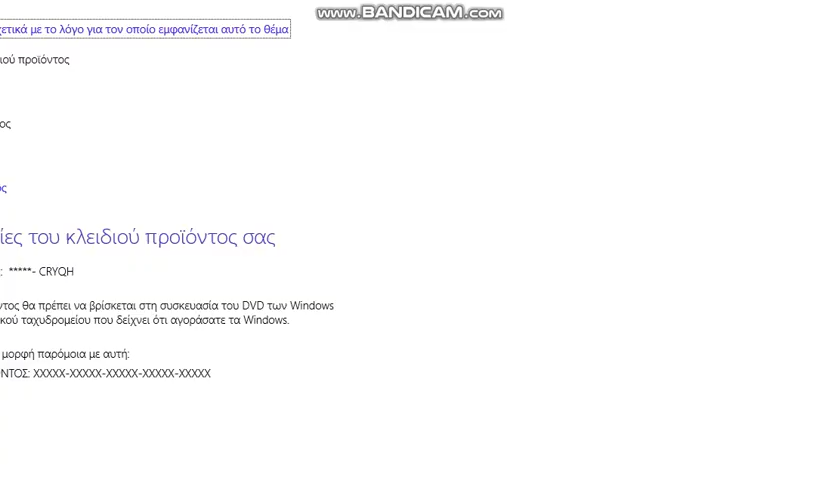 www.BANDICAM.com
χετικά με το λόγο για τον οποίο εμφανίζεται αυτό το θέμα
ιού προϊόντος
ος
ος
ίες του κλειδιού προϊόντος σας
: *****- CRYQH
ντος θα πρέπει να βρίσκεται στη συσκευασία του DVD των Windows
κού ταχυδρομείου που δείχνει ότι αγοράσατε τα Windows.
μορφή παρόμοια με αυτή:
ΝΤΟΣ: XXXXX-XXXXX-XXXXX-XXXXX-XXXXX